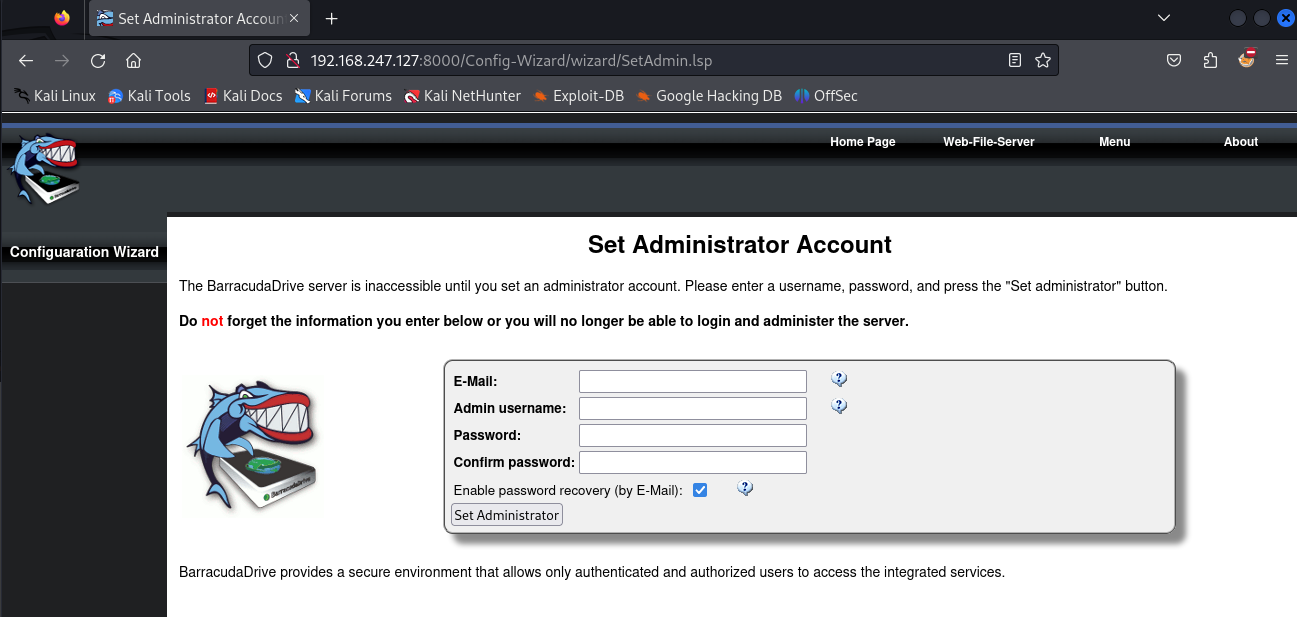 Set Administrator Accoun
192.168.247.127:8000/Config-Wizard/wizard/SetAdmin.lsp
Kali Linux Kali Tools Kali Docs Kali Forums Kali NetHunter Exploit-DB Google Hacking DB OffSec
Home Page Web-File-Server Menu About
Configuaration Wizard
Set Administrator Account
The BarracudaDrive server is inaccessible until you set an administrator account. Please enter a username, password, and press the "Set administrator" button.
Do not forget the information you enter below or you will no longer be able to login and administer the server.
E-Mail:
Admin username:
Password:
Confirm password:
Enable password recovery (by E-Mail):
Set Administrator
BarracudaDrive
BarracudaDrive provides a secure environment that allows only authenticated and authorized users to access the integrated services.